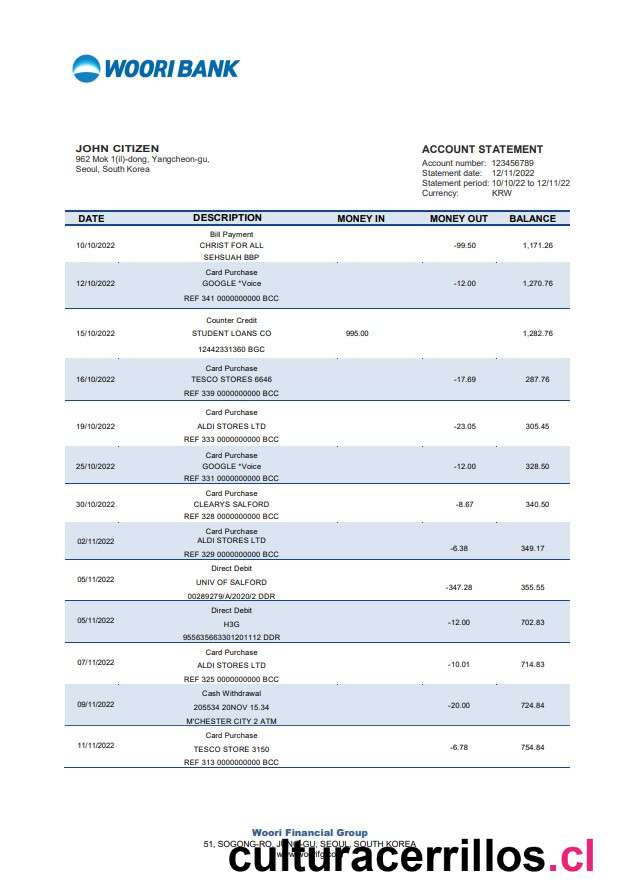 WOORI BANK
JOHN CITIZEN
962 Mok 1(il)-dong, Yangcheon-gu,
Seoul, South Korea
ACCOUNT STATEMENT
Account number: 123456789
Statement date: 12/11/2022
Statement period: 10/10/22 to 12/11/22
Currency: KRW
DATE DESCRIPTION MONEY IN MONEY OUT BALANCE
Bill Payment
10/10/2022 CHRIST FOR ALL -99.50 1,171.26
SEHSUAH BBP
Card Purchase
12/10/2022 GOOGLE *Voice -12.00 1,270.76
REF 341 0000000000 BCC
Counter Credit
15/10/2022 STUDENT LOANS CO 995.00 1,282.76
12442331360 BGC
Card Purchase
16/10/2022 TESCO STORES 6646 -17.69 287.76
REF 339 0000000000 BCC
Card Purchase
19/10/2022 ALDI STORES LTD -23.05 305.45
REF 333 0000000000 BCC
Card Purchase
25/10/2022 GOOGLE *Voice -12.00 328.50
REF 331 0000000000 BCC
Card Purchase
30/10/2022 CLEARYS SALFORD -8.67 340.50
REF 328 0000000000 BCC
Card Purchase
02/11/2022 ALDI STORES LTD -6.38 349.17
REF 329 0000000000 BCC
Direct Debit
05/11/2022 UNIV OF SALFORD -347.28 355.55
00289279/A/2020/2 DDR
Direct Debit
05/11/2022 H3G -12.00 702.83
955635663301201112 DDR
Card Purchase
07/11/2022 ALDI STORES LTD -10.01 714.83
REF 325 0000000000 BCC
Cash Withdrawal
09/11/2022 205534 20NOV 15.34 -20.00 724.84
M'CHESTER CITY 2 ATM
Card Purchase
11/11/2022 TESCO STORE 3150 -6.78 754.84
REF 313 0000000000 BCC
Woori Financial Group
51, SOGONG-RO, JUNG-GU, SEOUL, SOUTH KOREA
culturacerrillos.cl